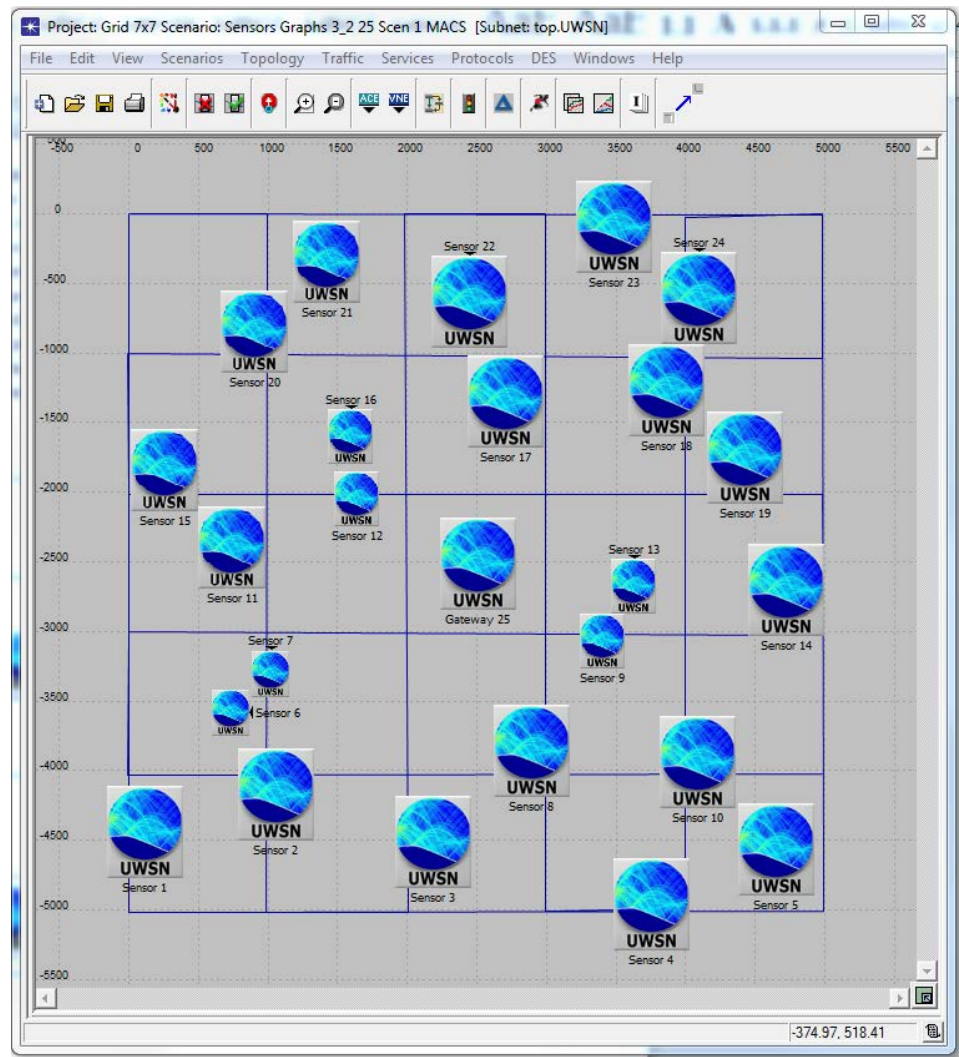 Project: Grid 7x7 Scenario: Sensors Graphs 3_2 25 Scen 1 MACS [Subnet: top.UWSN]
File Edit View Scenarios Topology Traffic Services Protocols DES Windows Help
ACE VNE
-500 0 500 1000 1500 2000 2500 3000 3500 4000 4500 5000 5500
0
UWSN
Sensor 23
Sensor 22
UWSN
Sensor 24
UWSN
UWSN
Sensor 21
-500
-1000
UWSN
Sensor 20
Sensor 16
UWSN
UWSN
Sensor 17
UWSN
Sensor 18
-1500
UWSN
Sensor 15
UWSN
Sensor 12
UWSN
Sensor 19
-2000
UWSN
Sensor 11
UWSN
Gateway 25
Sensor 13
UWSN
UWSN
Sensor 14
-2500
-3000
Sensor 7
UWSN
UWSN
Sensor 9
-3500
Sensor 6
UWSN
UWSN
Sensor 8
UWSN
Sensor 10
-4000
UWSN
Sensor 2
UWSN
Sensor 1
UWSN
Sensor 3
UWSN
Sensor 5
-4500
-5000
UWSN
Sensor 4
-5500
-374.97, 518.41